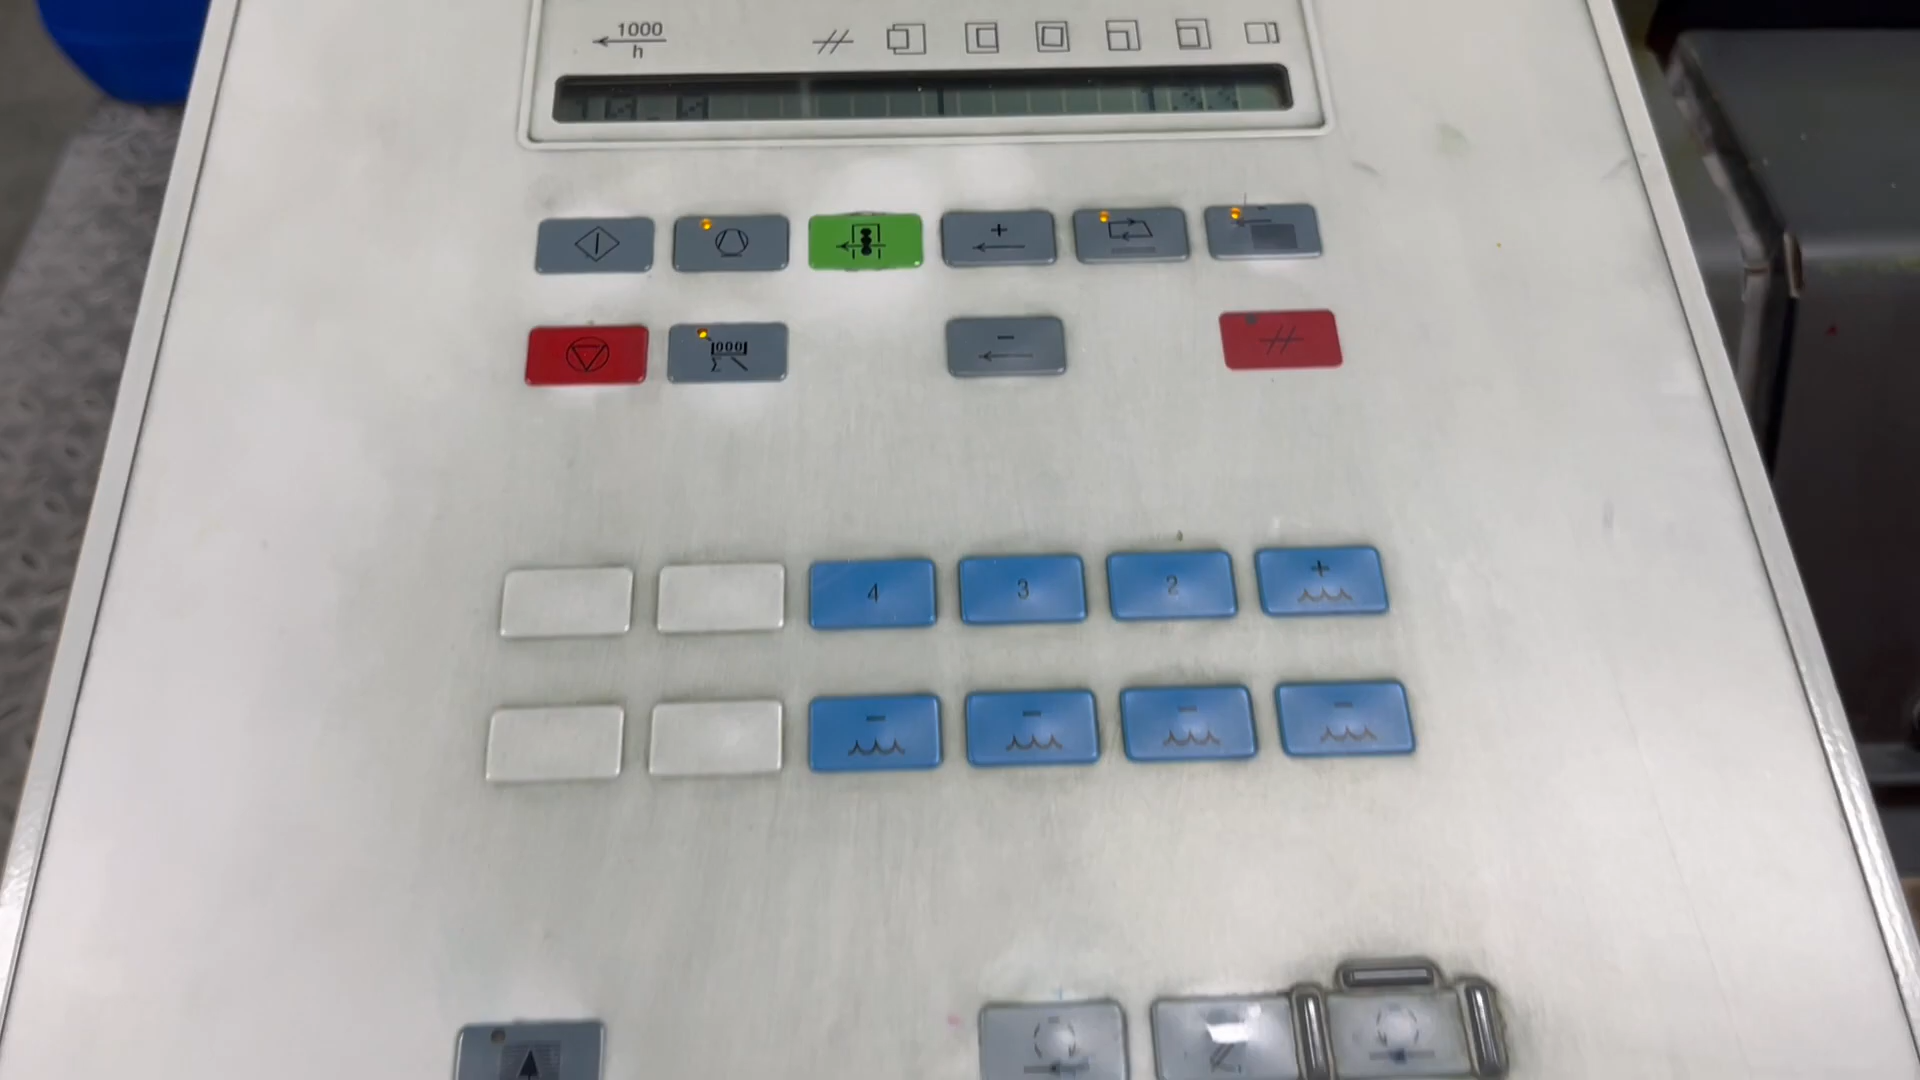 1000
h
+
1000
-
4 3 2 +
- - - -